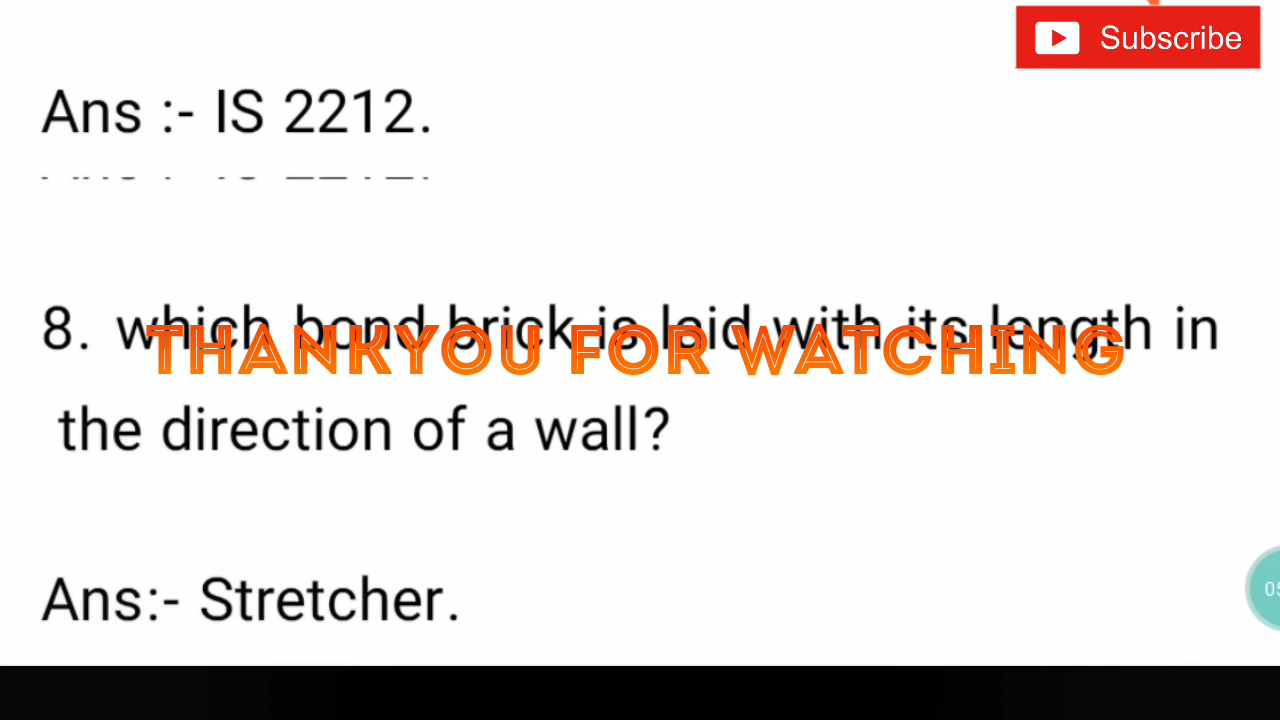 Subscribe
Ans :- IS 2212.
8. which bond brick is laid with its length in
THANKYOU FOR WATCHING
the direction of a wall?
Ans:- Stretcher.